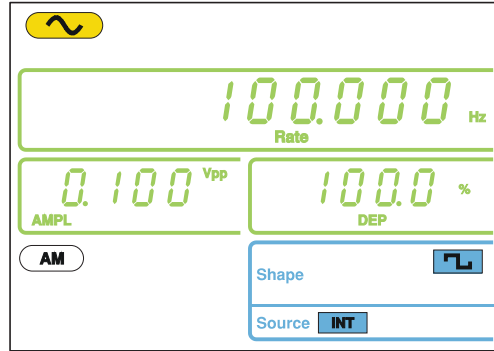 100.000 Hz
Rate
0.100 Vpp
AMPL
100.0 %
DEP
AM
Shape
Source INT